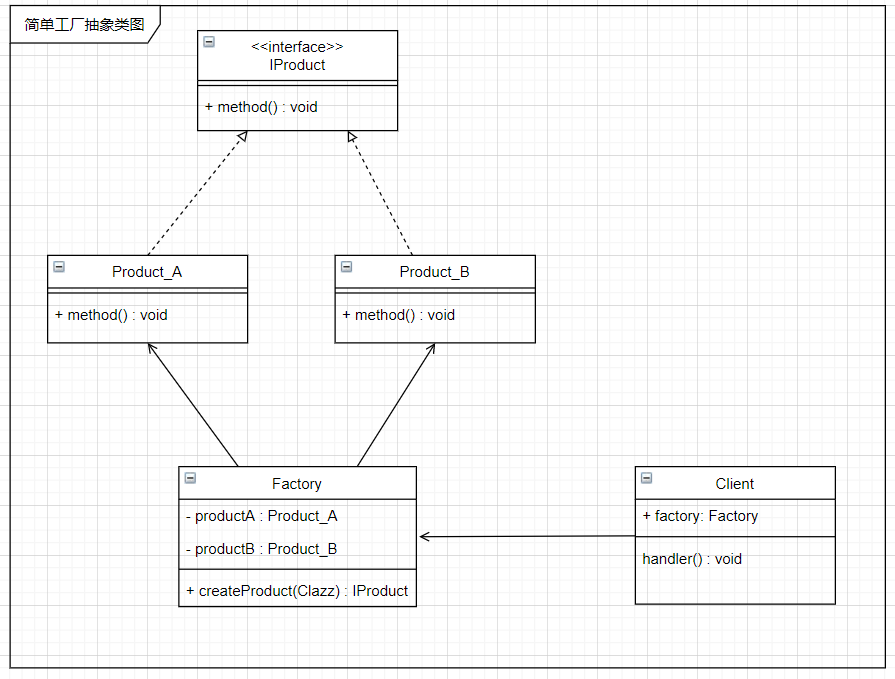 简单工厂抽象类图
<<interface>>
IProduct
+ method() : void
Product_A
+ method() : void
Product_B
+ method() : void
Factory
- productA : Product_A
- productB : Product_B
+ createProduct(Clazz) : IProduct
Client
+ factory: Factory
handler() : void